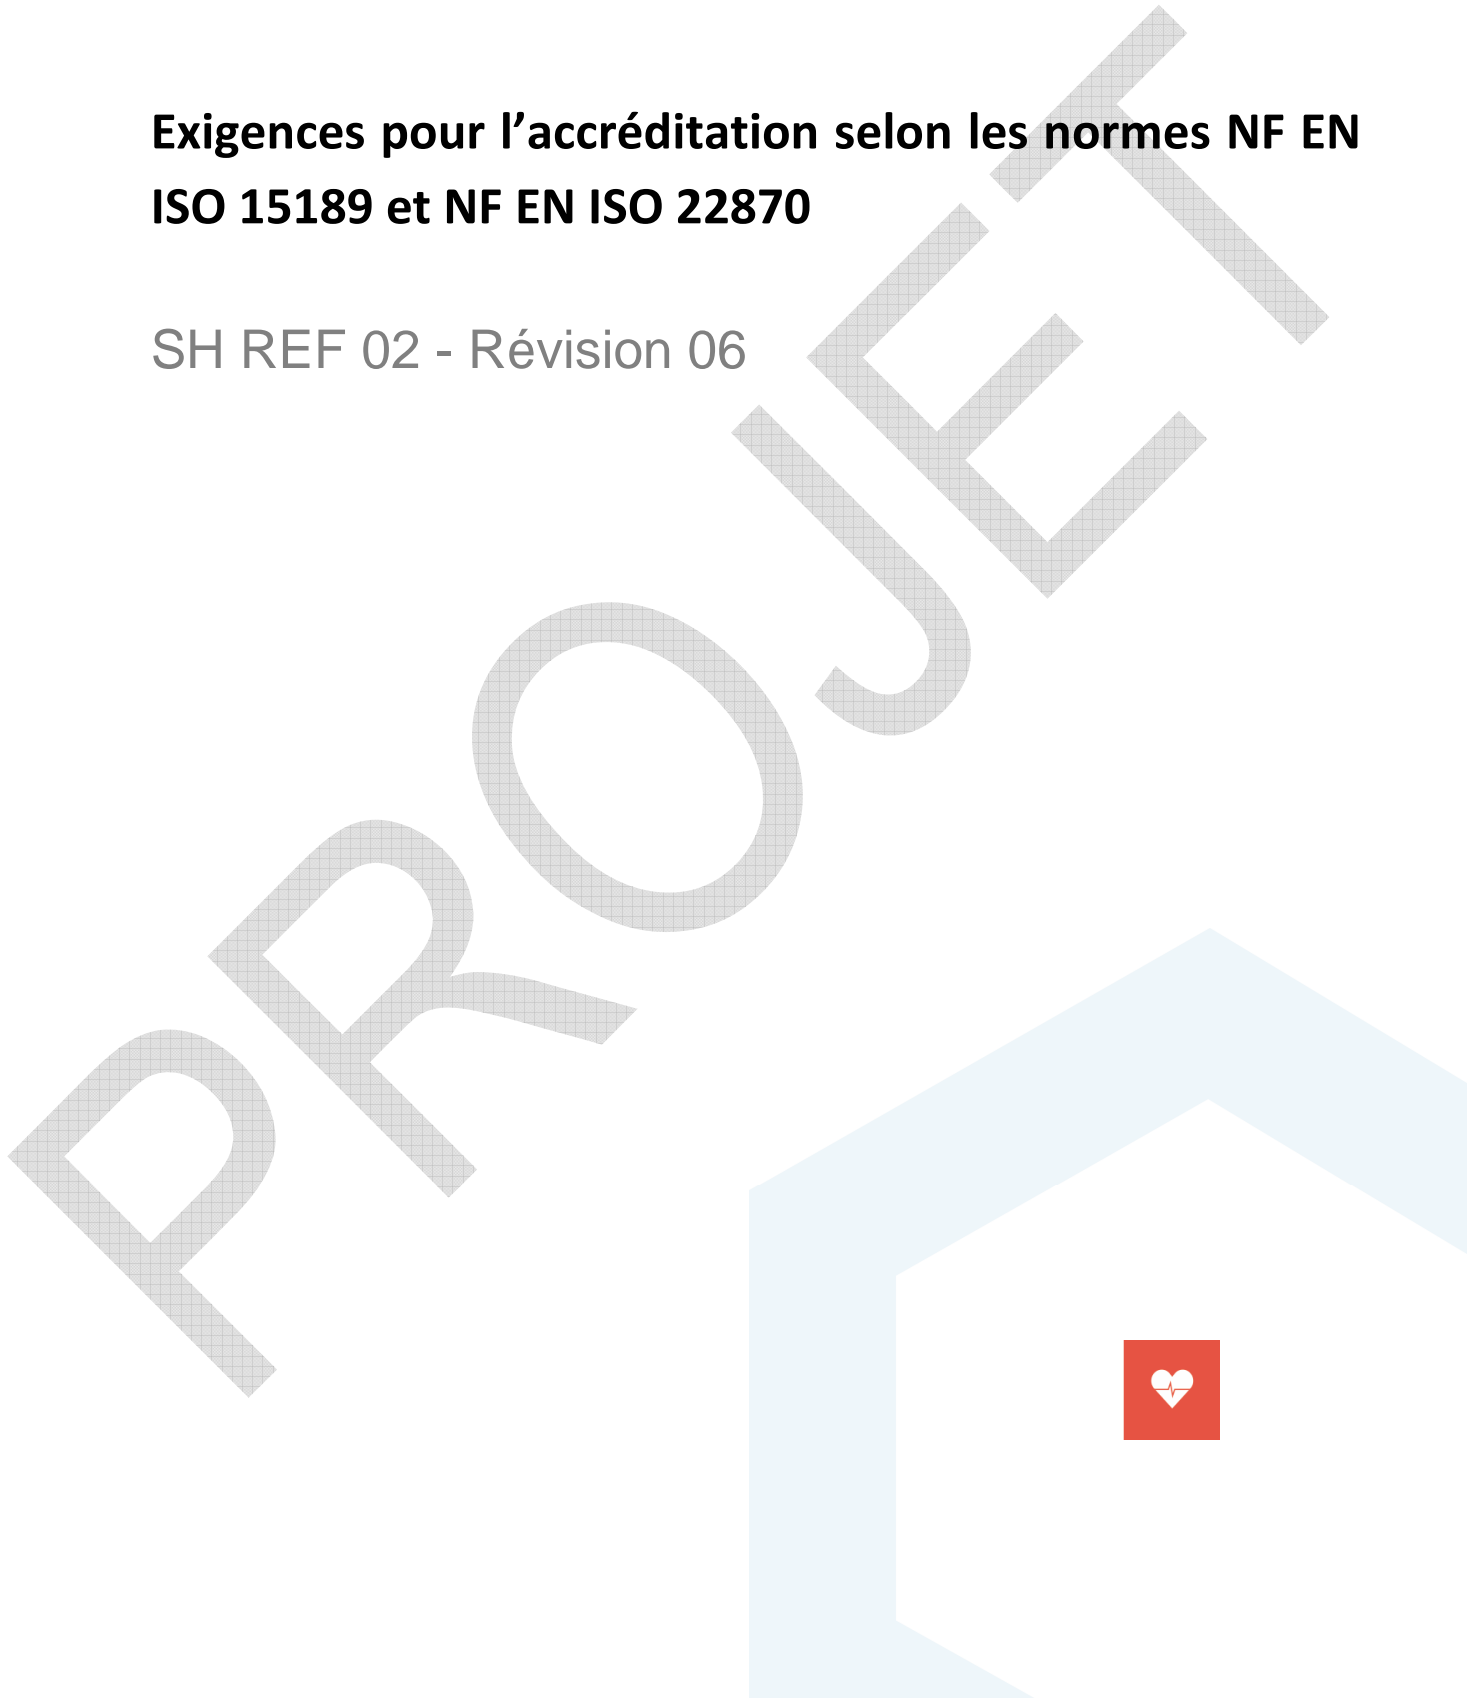 Exigences pour l’accréditation selon les normes NF EN
ISO 15189 et NF EN ISO 22870
SH REF 02 - Révision 06
PROJET